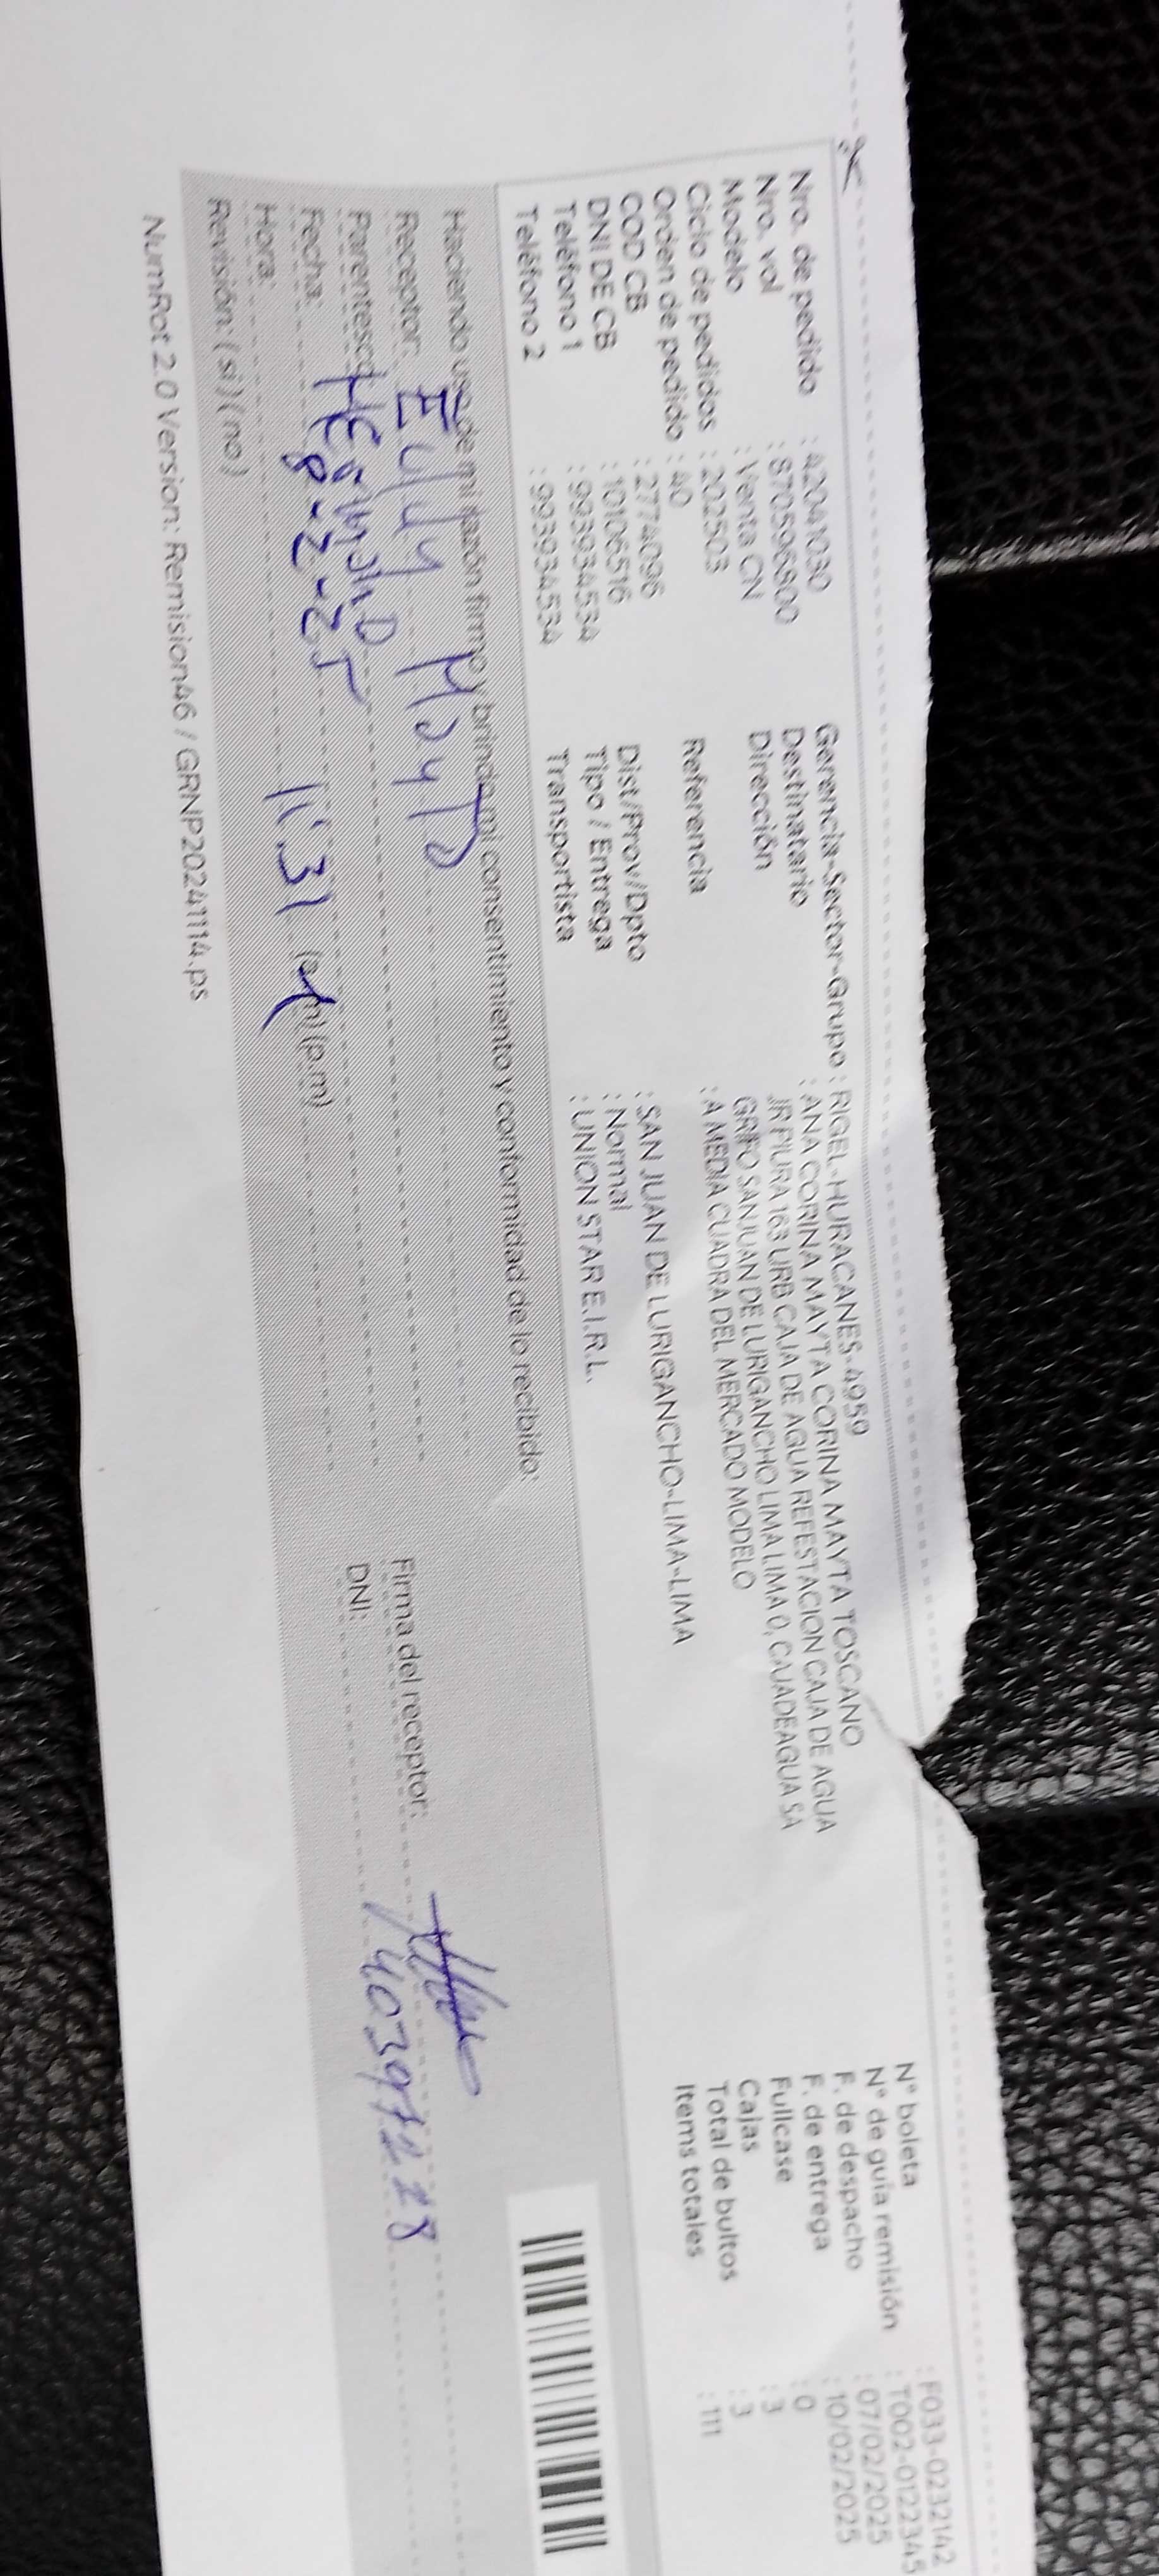 Nro. de pedido : 42041030
Nro. vol : 870596800
Modelo : Venta CN
Ciclo de pedidos : 202503
Orden de pedido : 40
COD CB : 2774096
DNI DE CB : 10106516
Teléfono 1 : 993934534
Teléfono 2 : 993934534
Gerencia-Sector-Grupo : RIGEL-HURACANES-4959
Destinatario : ANA CORINA MAYTA CORINA MAYTA TOSCANO
Dirección JR PIURA 163 URB CAJA DE AGUA REFESTACION CAJA DE AGUA
GRIFO SANJUAN DE LURIGANCHO LIMA LIMA 0, CAJADEAGUA SA
Referencia : A MEDIA CUADRA DEL MERCADO MODELO
Dist/Prov/Dpto : SAN JUAN DE LURIGANCHO-LIMA-LIMA
Tipo / Entrega : Normal
Transportista : UNION STAR E.I.R.L.
N° boleta : F033-0232142
N° de guía remisión : T002-0122345
F. de despacho : 07/02/2025
F. de entrega : 10/02/2025
Fullcase : 0
Cajas : 3
Total de bultos : 3
Items totales : 111
Haciendo uso de mi razón firmo y brindo mi consentimiento y conformidad de lo recibido:
Receptor: Mayta
Parentesco:
Fecha: 8-2-25
Hora: 11:31 (a.m)(p.m)
Revisión: (si) (no)
Firma del receptor:
DNI:
NumRot 2.0 Version: Remision46 / GRNP20241114.ps